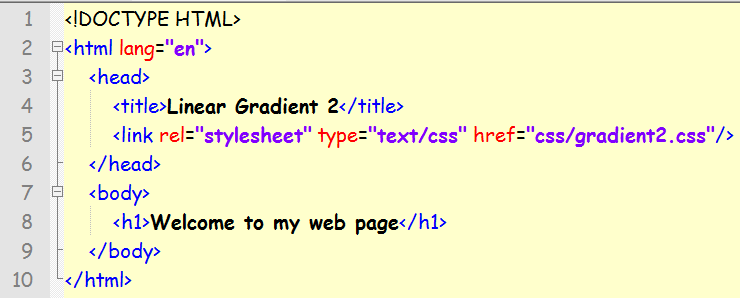 1 <!DOCTYPE HTML>
2 <html lang="en">
3 <head>
4 <title>Linear Gradient 2</title>
5 <link rel="stylesheet" type="text/css" href="css/gradient2.css"/>
6 </head>
7 <body>
8 <h1>Welcome to my web page</h1>
9 </body>
10 </html>